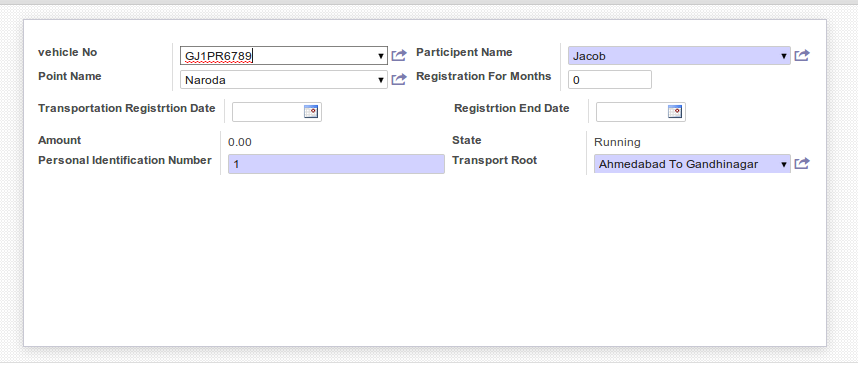 vehicle No GJ1PR6789 Participent Name Jacob
Point Name Naroda Registration For Months 0
Transportation Registrtion Date Registrtion End Date
Amount 0.00 State Running
Personal Identification Number 1 Transport Root Ahmedabad To Gandhinagar